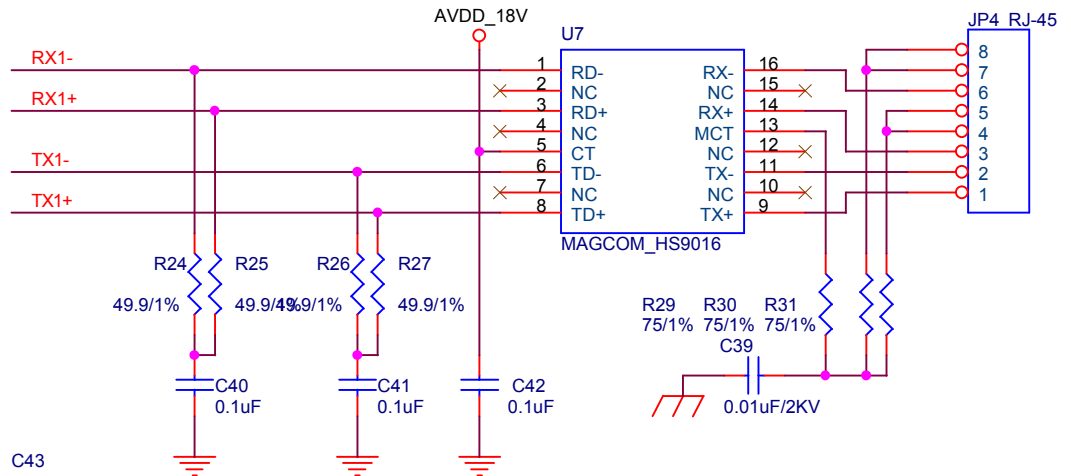 AVDD_18V
JP4 RJ-45
U7
RX1-
RX1+
TX1-
TX1+
1 RD-
2 NC
3 RD+
4 NC
5 CT
6 TD-
7 NC
8 TD+
RX- 16
NC 15
RX+ 14
MCT 13
NC 12
TX- 11
NC 10
TX+ 9
8
7
6
5
4
3
2
1
MAGCOM_HS9016
R24
49.9/1%
R25
49.9/1%
R26
49.9/1%
R27
49.9/1%
R29
75/1%
R30
75/1%
R31
75/1%
C39
0.01uF/2KV
C40
0.1uF
C41
0.1uF
C42
0.1uF
C43